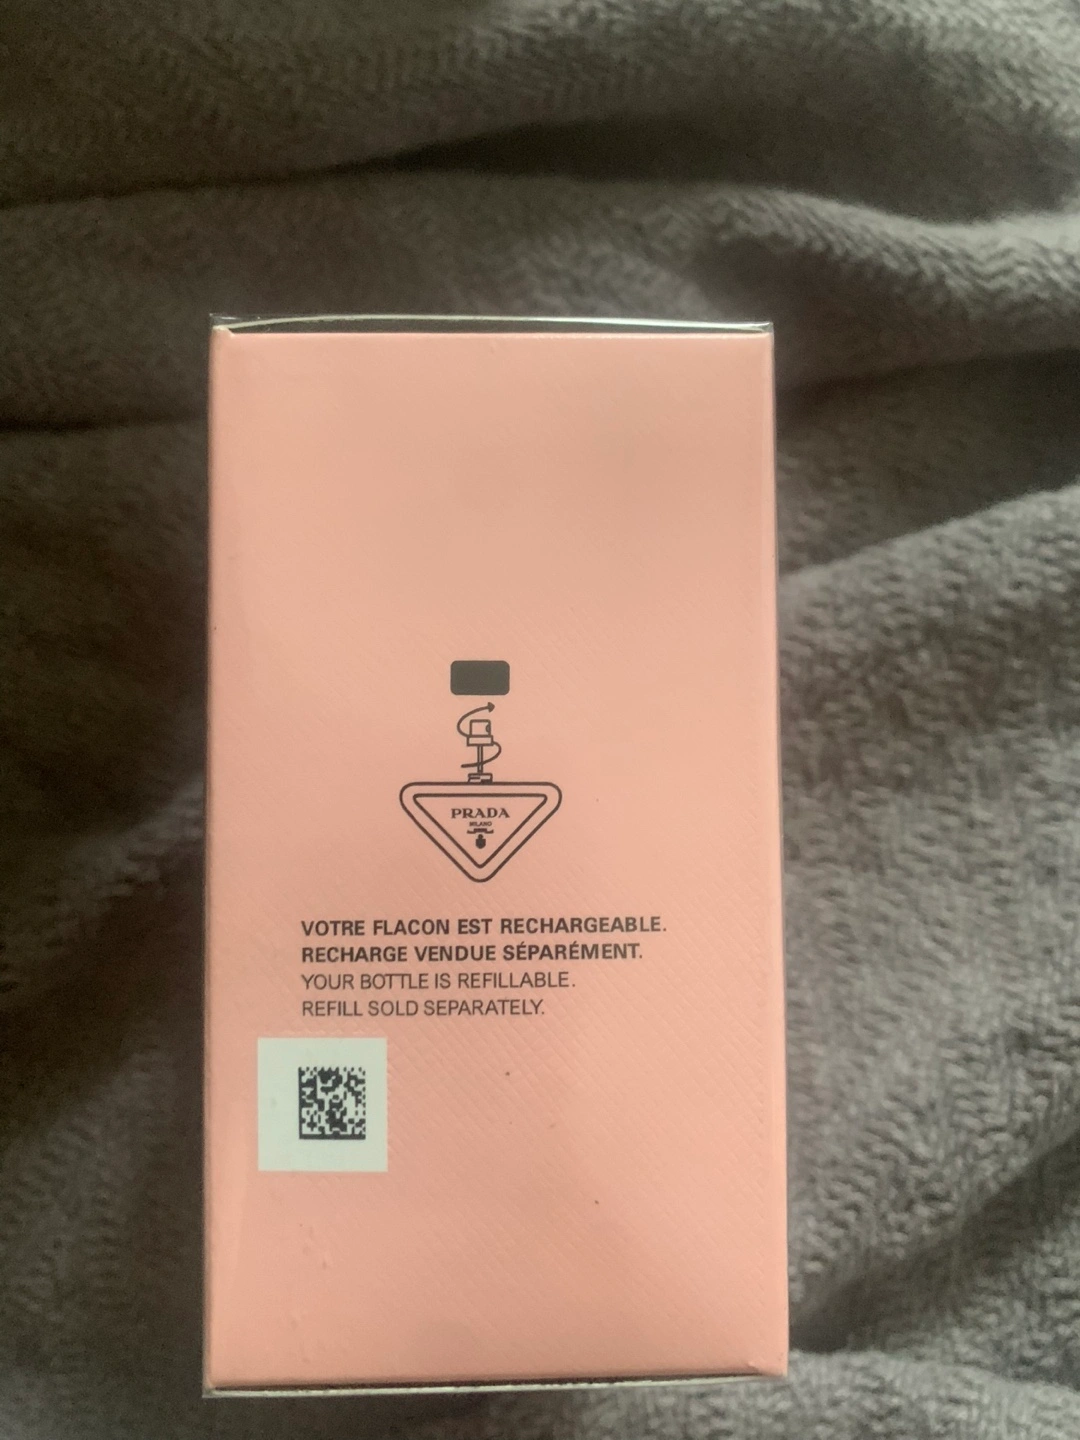 PRADA
MILANO
VOTRE FLACON EST RECHARGEABLE.
RECHARGE VENDUE SÉPARÉMENT.
YOUR BOTTLE IS REFILLABLE.
REFILL SOLD SEPARATELY.